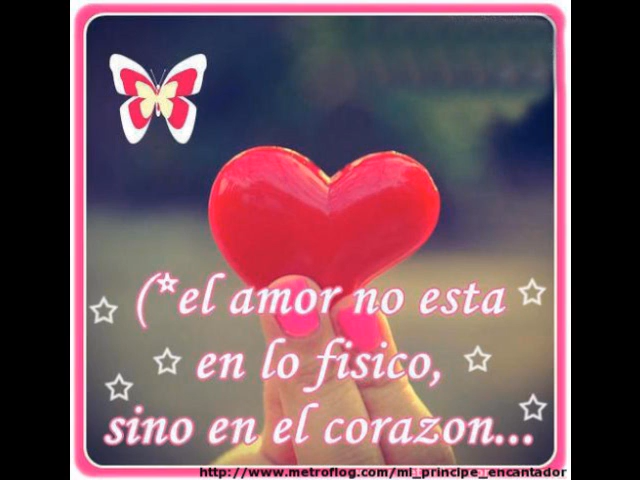 (*el amor no esta
en lo fisico,
sino en el corazon...
http://www.metroflog.com/mi_principe_encantador